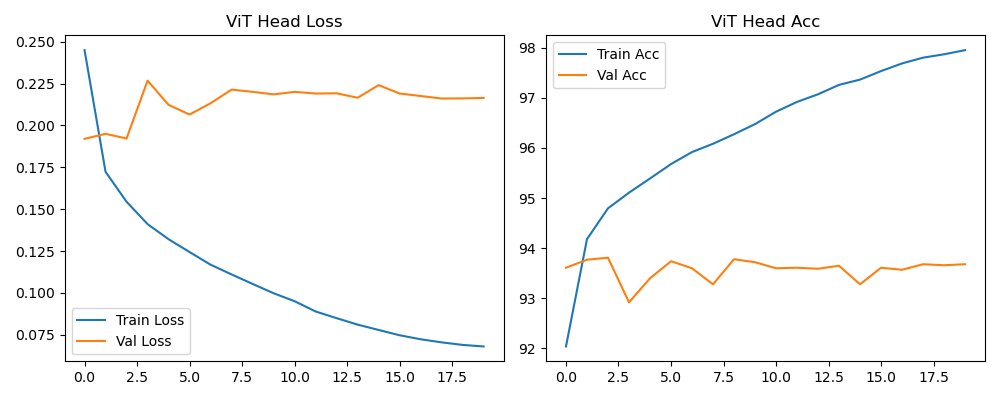 ViT Head Loss
0.250
0.225
0.200
0.175
0.150
0.125
0.100
0.075
Train Loss
Val Loss
0.0 2.5 5.0 7.5 10.0 12.5 15.0 17.5
ViT Head Acc
98
97
96
95
94
93
92
Train Acc
Val Acc
0.0 2.5 5.0 7.5 10.0 12.5 15.0 17.5